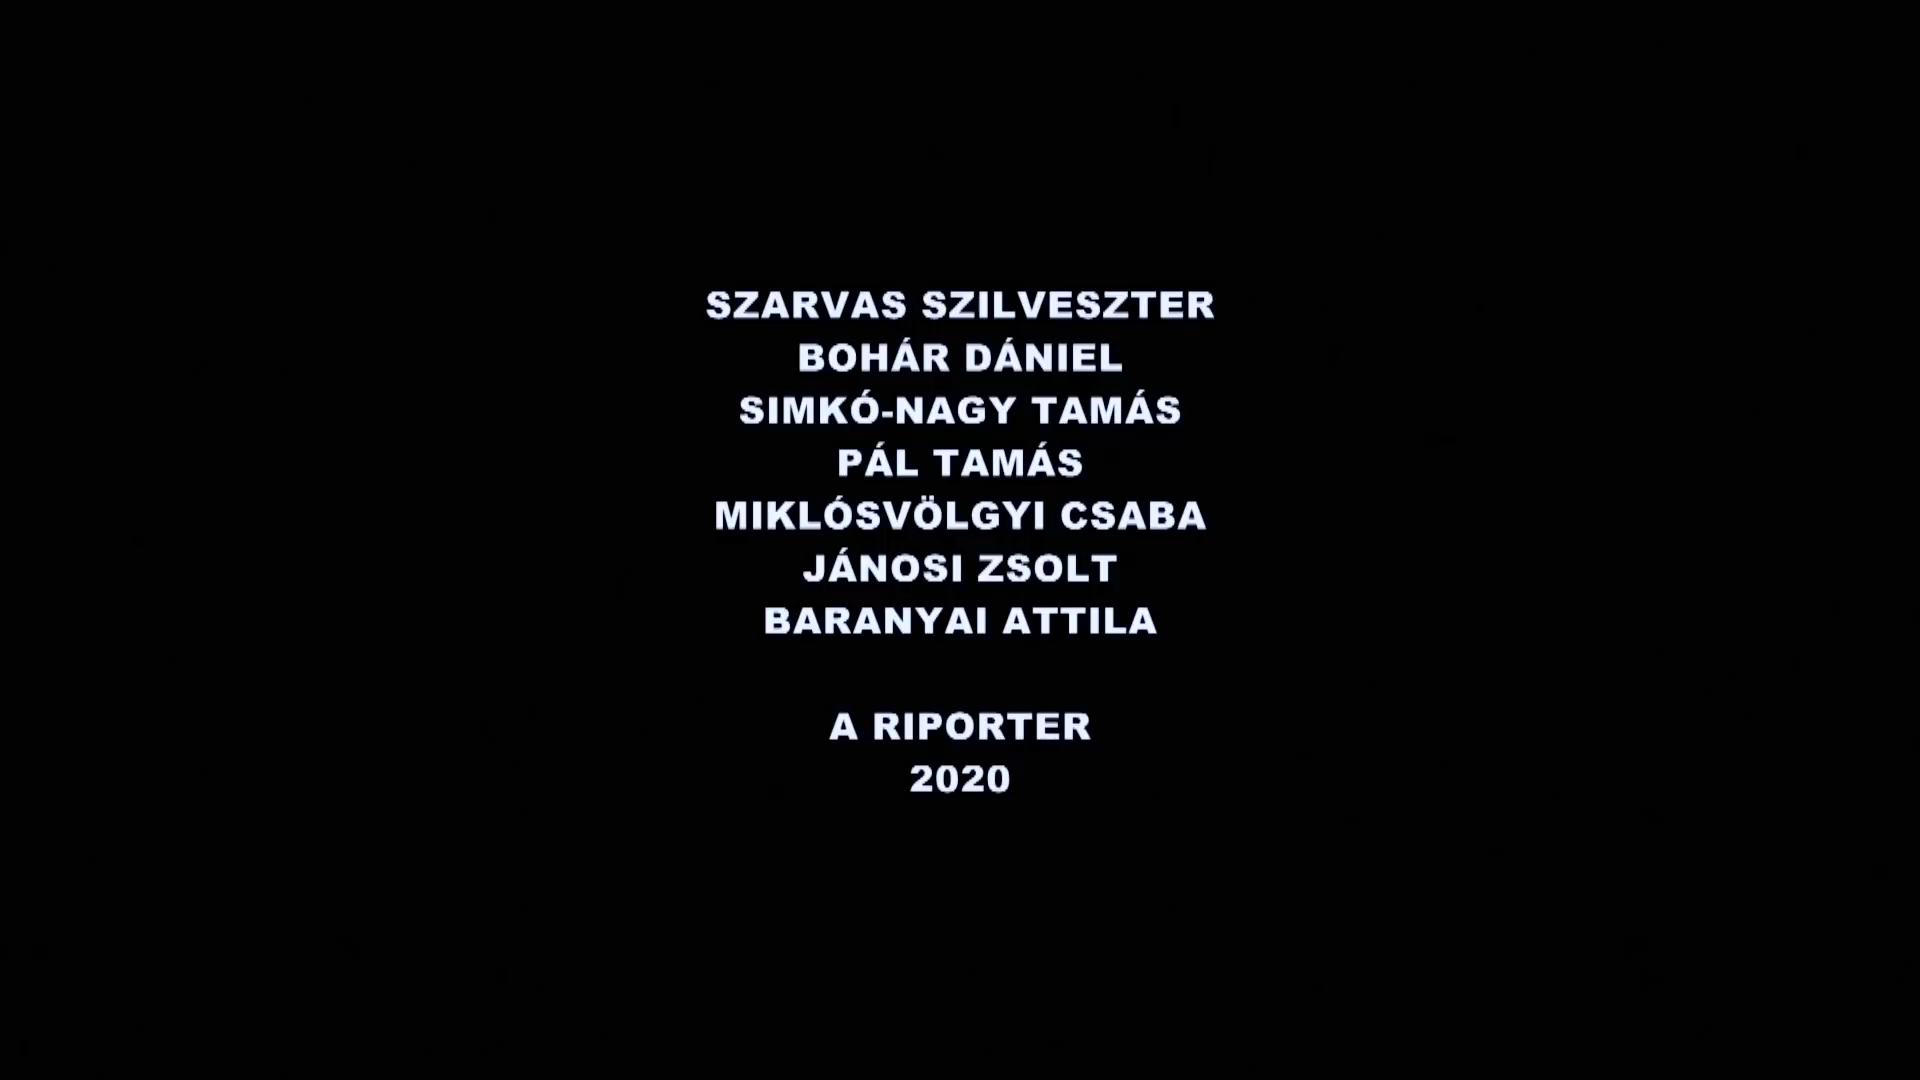 SZARVAS SZILVESZTER
BOHÁR DÁNIEL
SIMKÓ-NAGY TAMÁS
PÁL TAMÁS
MIKLÓSVÖLGYI CSABA
JÁNOSI ZSOLT
BARANYAI ATTILA
A RIPORTER
2020